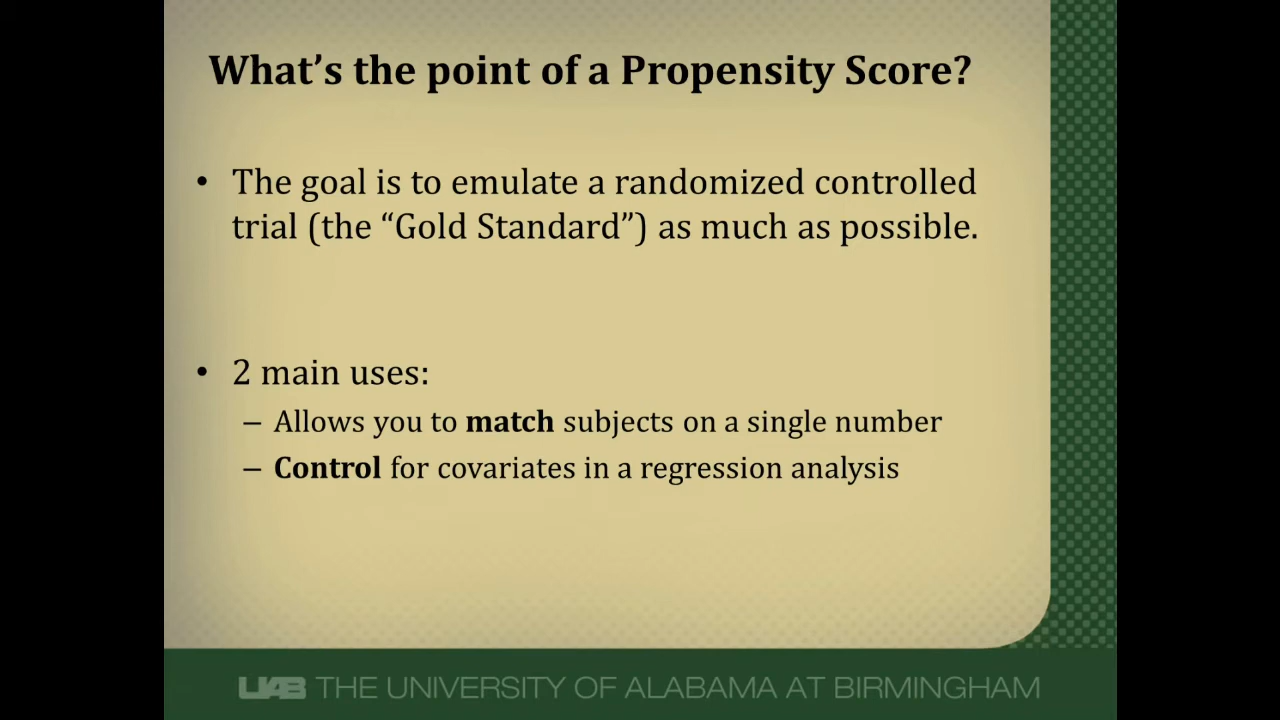 What’s the point of a Propensity Score?
• The goal is to emulate a randomized controlled
trial (the “Gold Standard”) as much as possible.
• 2 main uses:
– Allows you to match subjects on a single number
– Control for covariates in a regression analysis
UAB THE UNIVERSITY OF ALABAMA AT BIRMINGHAM